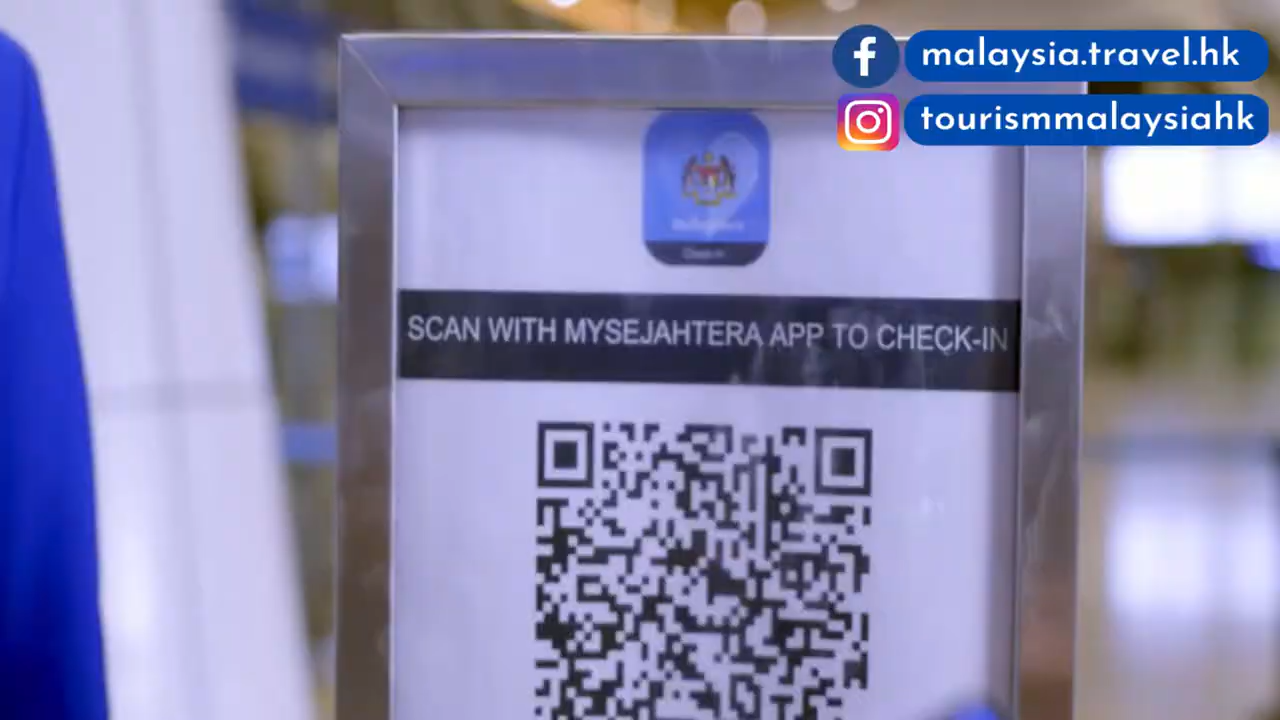 malaysia.travel.hk
tourismmalaysiahk
SCAN WITH MYSEJAHTERA APP TO CHECK-IN